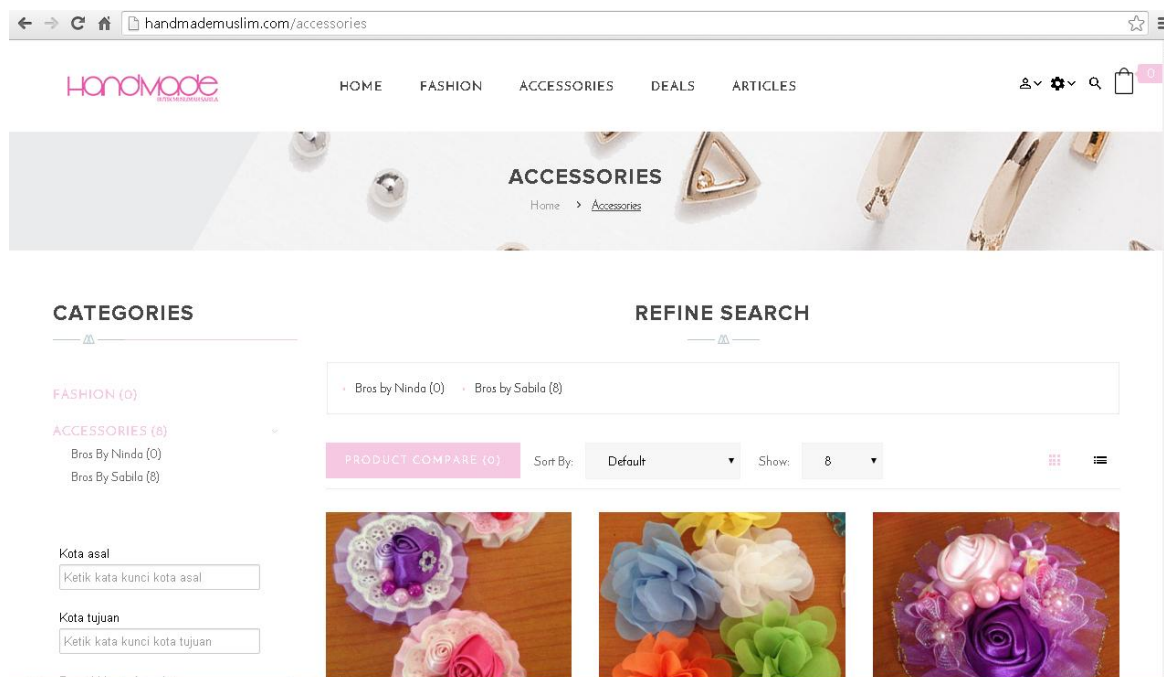 handmademuslim.com/accessories
Handmade
HOME FASHION ACCESSORIES DEALS ARTICLES
0
ACCESSORIES
Home > Accessories
CATEGORIES
REFINE SEARCH
FASHION (0)
ACCESSORIES (8)
Bros By Ninda (0)
Bros By Sabila (8)
Bros by Ninda (0) Bros by Sabila (8)
PRODUCT COMPARE (0) Sort By: Default Show: 8
Kota asal
Ketik kata kunci kota asal
Kota tujuan
Ketik kata kunci kota tujuan